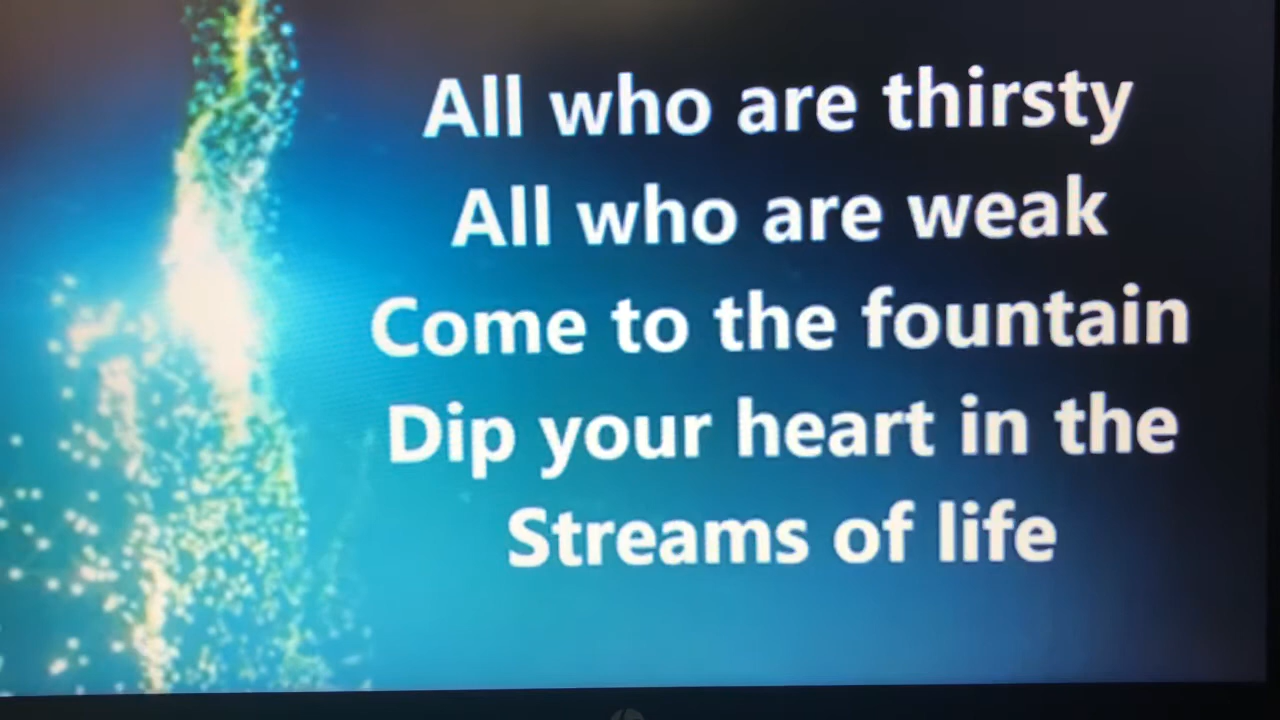 All who are thirsty
All who are weak
Come to the fountain
Dip your heart in the
Streams of life